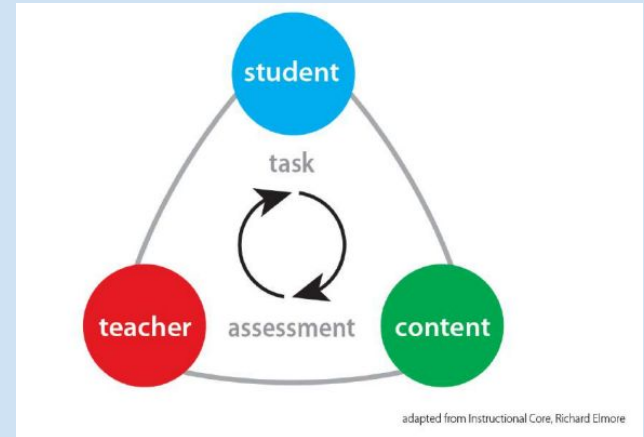 student
task
teacher
assessment
content
adapted from Instructional Core, Richard Elmore